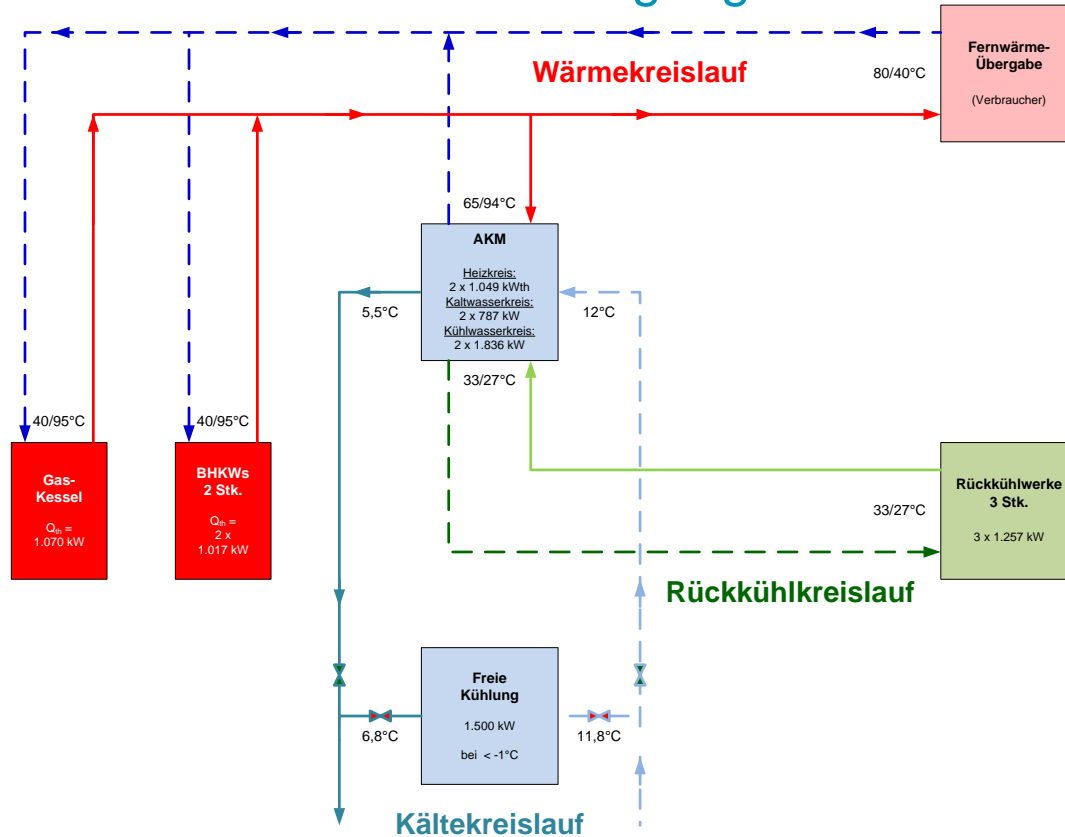 Wärmekreislauf
80/40°C
Fernwärme-
Übergabe
(Verbraucher)
65/94°C
AKM
Heizkreis:
2 x 1.049 kWth
Kaltwasserkreis:
2 x 787 kW
Kühlwasserkreis:
2 x 1.836 kW
5,5°C
12°C
33/27°C
40/95°C
40/95°C
Gas-
Kessel
Qth =
1.070 kW
BHKWs
2 Stk.
Qth =
2 x
1.017 kW
33/27°C
Rückkühlwerke
3 Stk.
3 x 1.257 kW
Rückkühlkreislauf
Freie
Kühlung
1.500 kW
bei < -1°C
6,8°C
11,8°C
Kältekreislauf